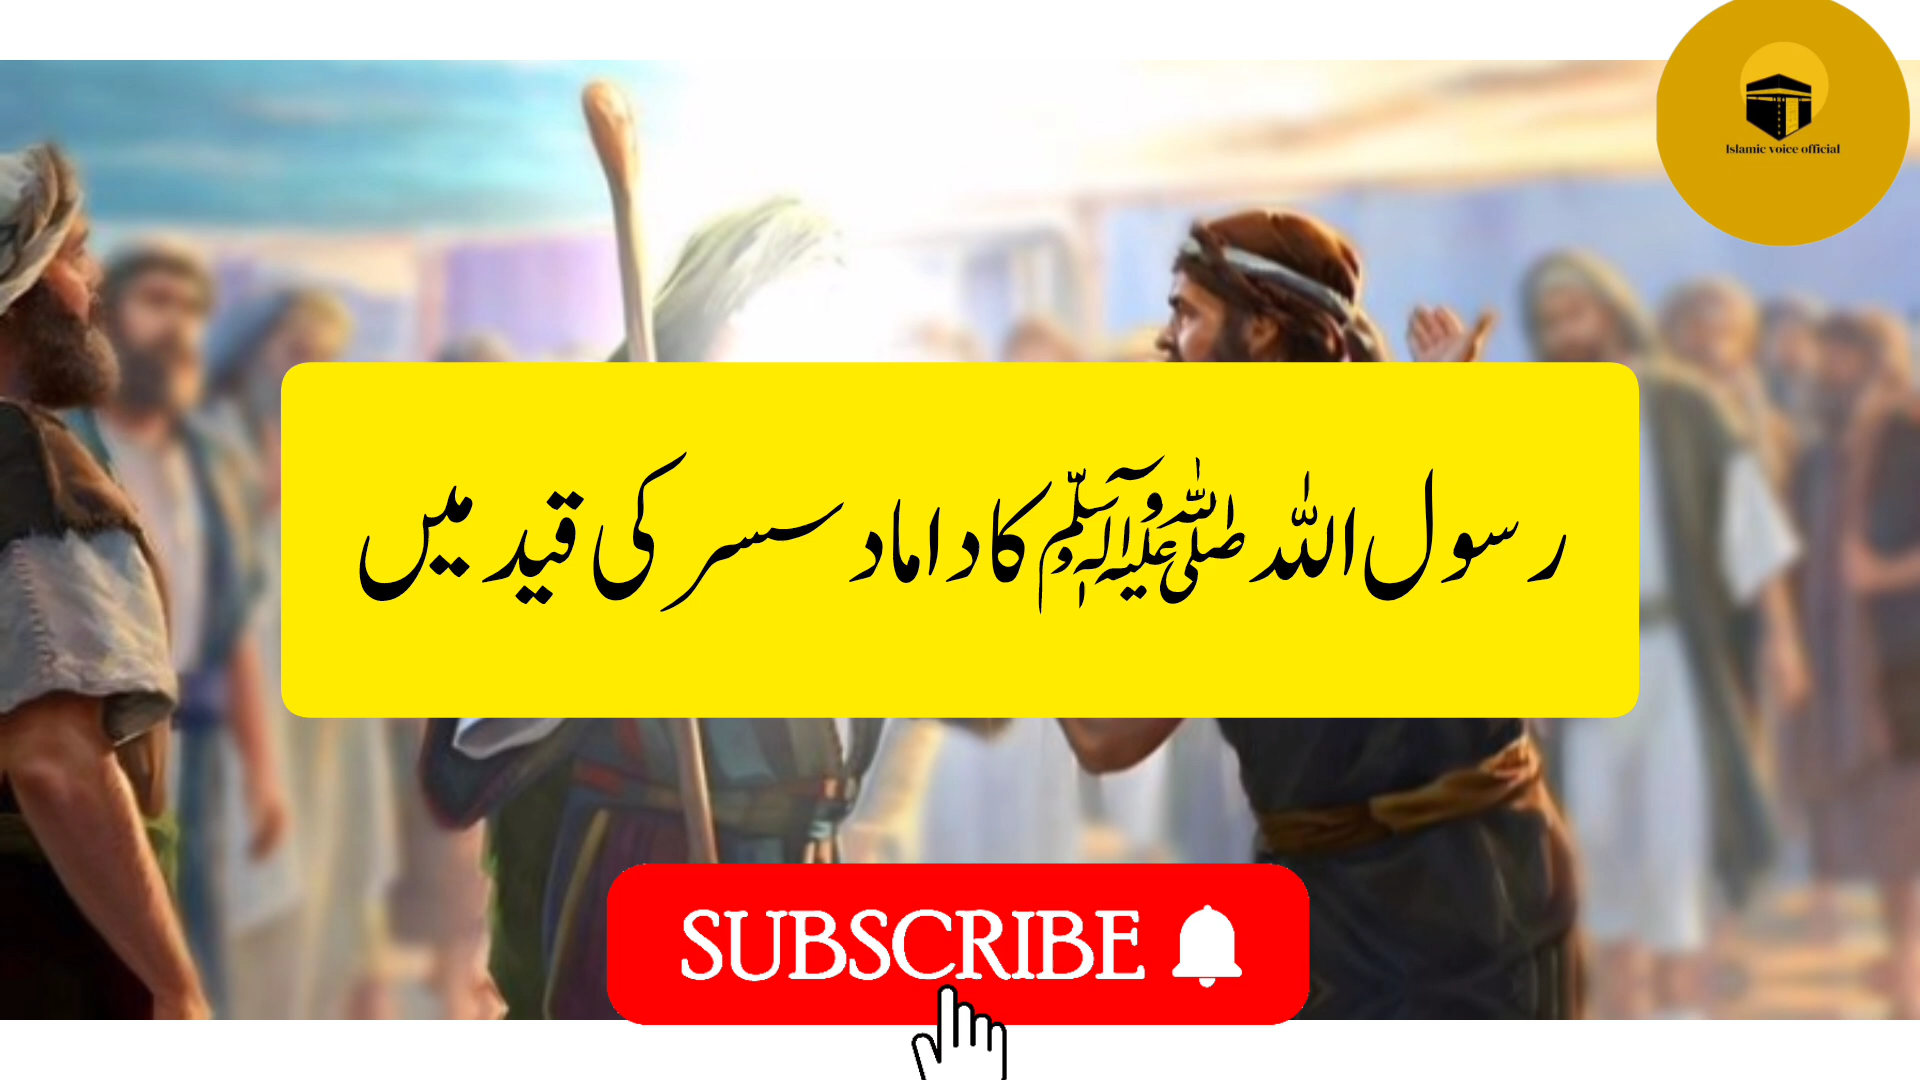 Islamic voice official
رسول اللہ ﷺ کا داماد سسر کی قید میں
SUBSCRIBE